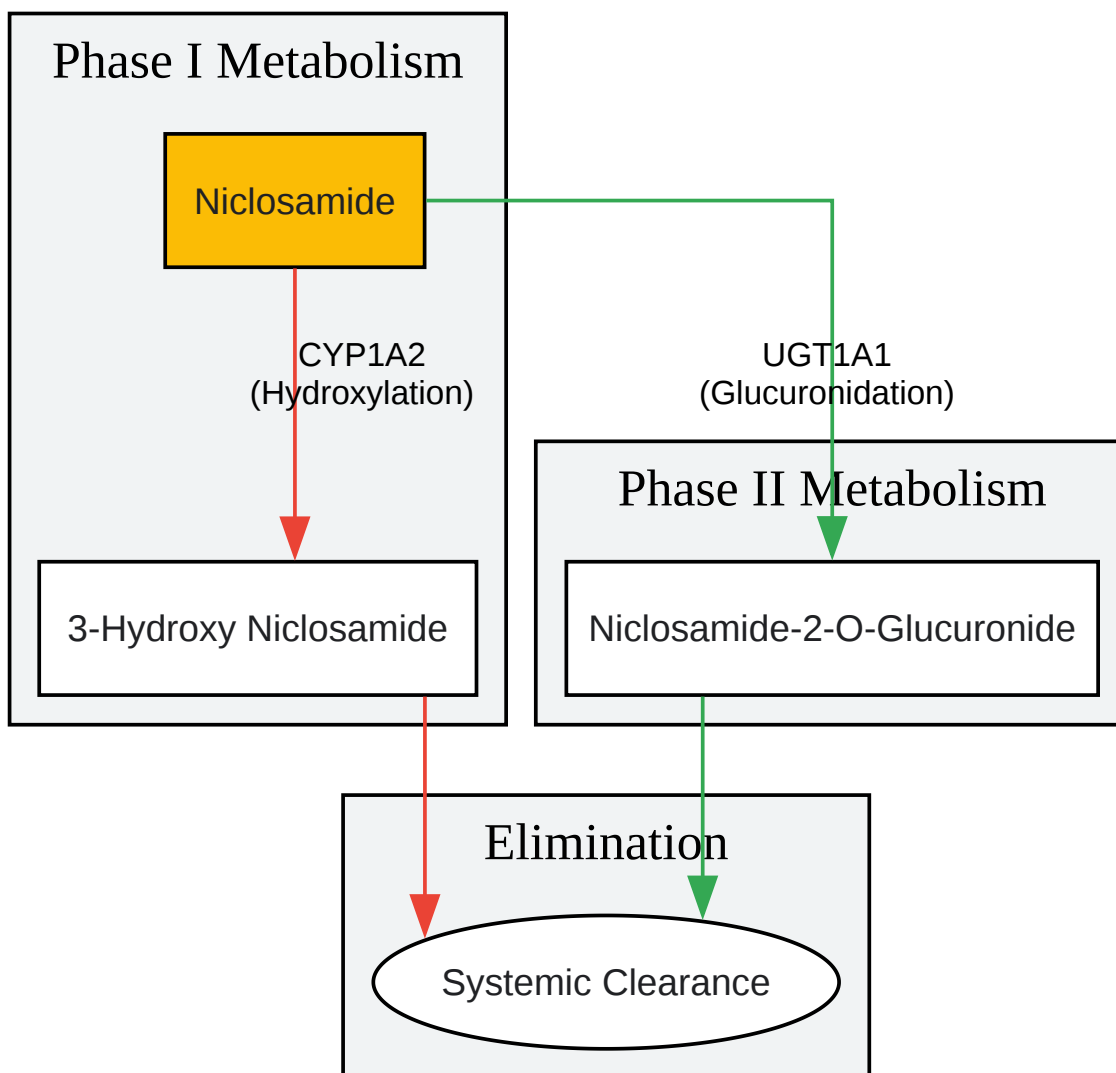 Phase I Metabolism
Niclosamide
CYP1A2
(Hydroxylation)
UGT1A1
(Glucuronidation)
Phase II Metabolism
3-Hydroxy Niclosamide
Niclosamide-2-O-Glucuronide
Elimination
Systemic Clearance